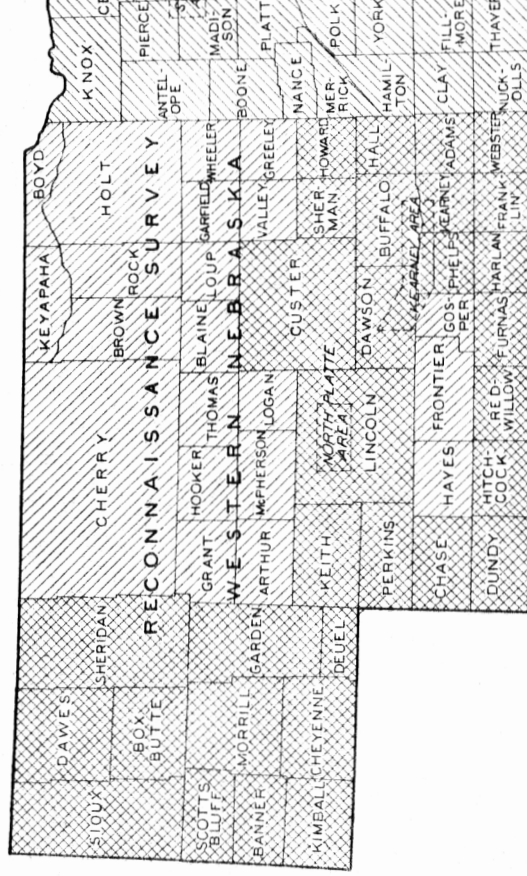 RECONNAISSANCE SURVEY
WESTERN NEBRASKA
SIOUX
DAWES
BOX
BUTTE
SHERIDAN
CHERRY
KEYAPAHA
BROWN
ROCK
BOYD
HOLT
KNOX
CE
PIERCE
ANTEL
OPE
MADI-
SON
SCOTTS
BLUFF
BANNER
KIMBALL
MORRILL
CHEYENNE
GARDEN
DEUEL
GRANT
HOOKER
THOMAS
BLAINE
LOUP
GARFIELD
WHEELER
BOONE
PLATT
ARTHUR
McPHERSON
LOGAN
CUSTER
VALLEY
GREELEY
NANCE
KEITH
NORTH PLATTE
AREA
LINCOLN
SHER
MAN
HOWARD
MER-
RICK
POLK
PERKINS
DAWSON
BUFFALO
HALL
HAMIL-
TON
YORK
KEARNEY AREA
CHASE
HAYES
FRONTIER
GOS-
PER
PHELPS
KEARNEY
ADAMS
CLAY
FILL-
MORE
DUNDY
HITCH-
COCK
RED-
WILLOW
FURNAS
HARLAN
FRANK-
LIN
WEBSTER
NUCK-
OLLS
THAYER